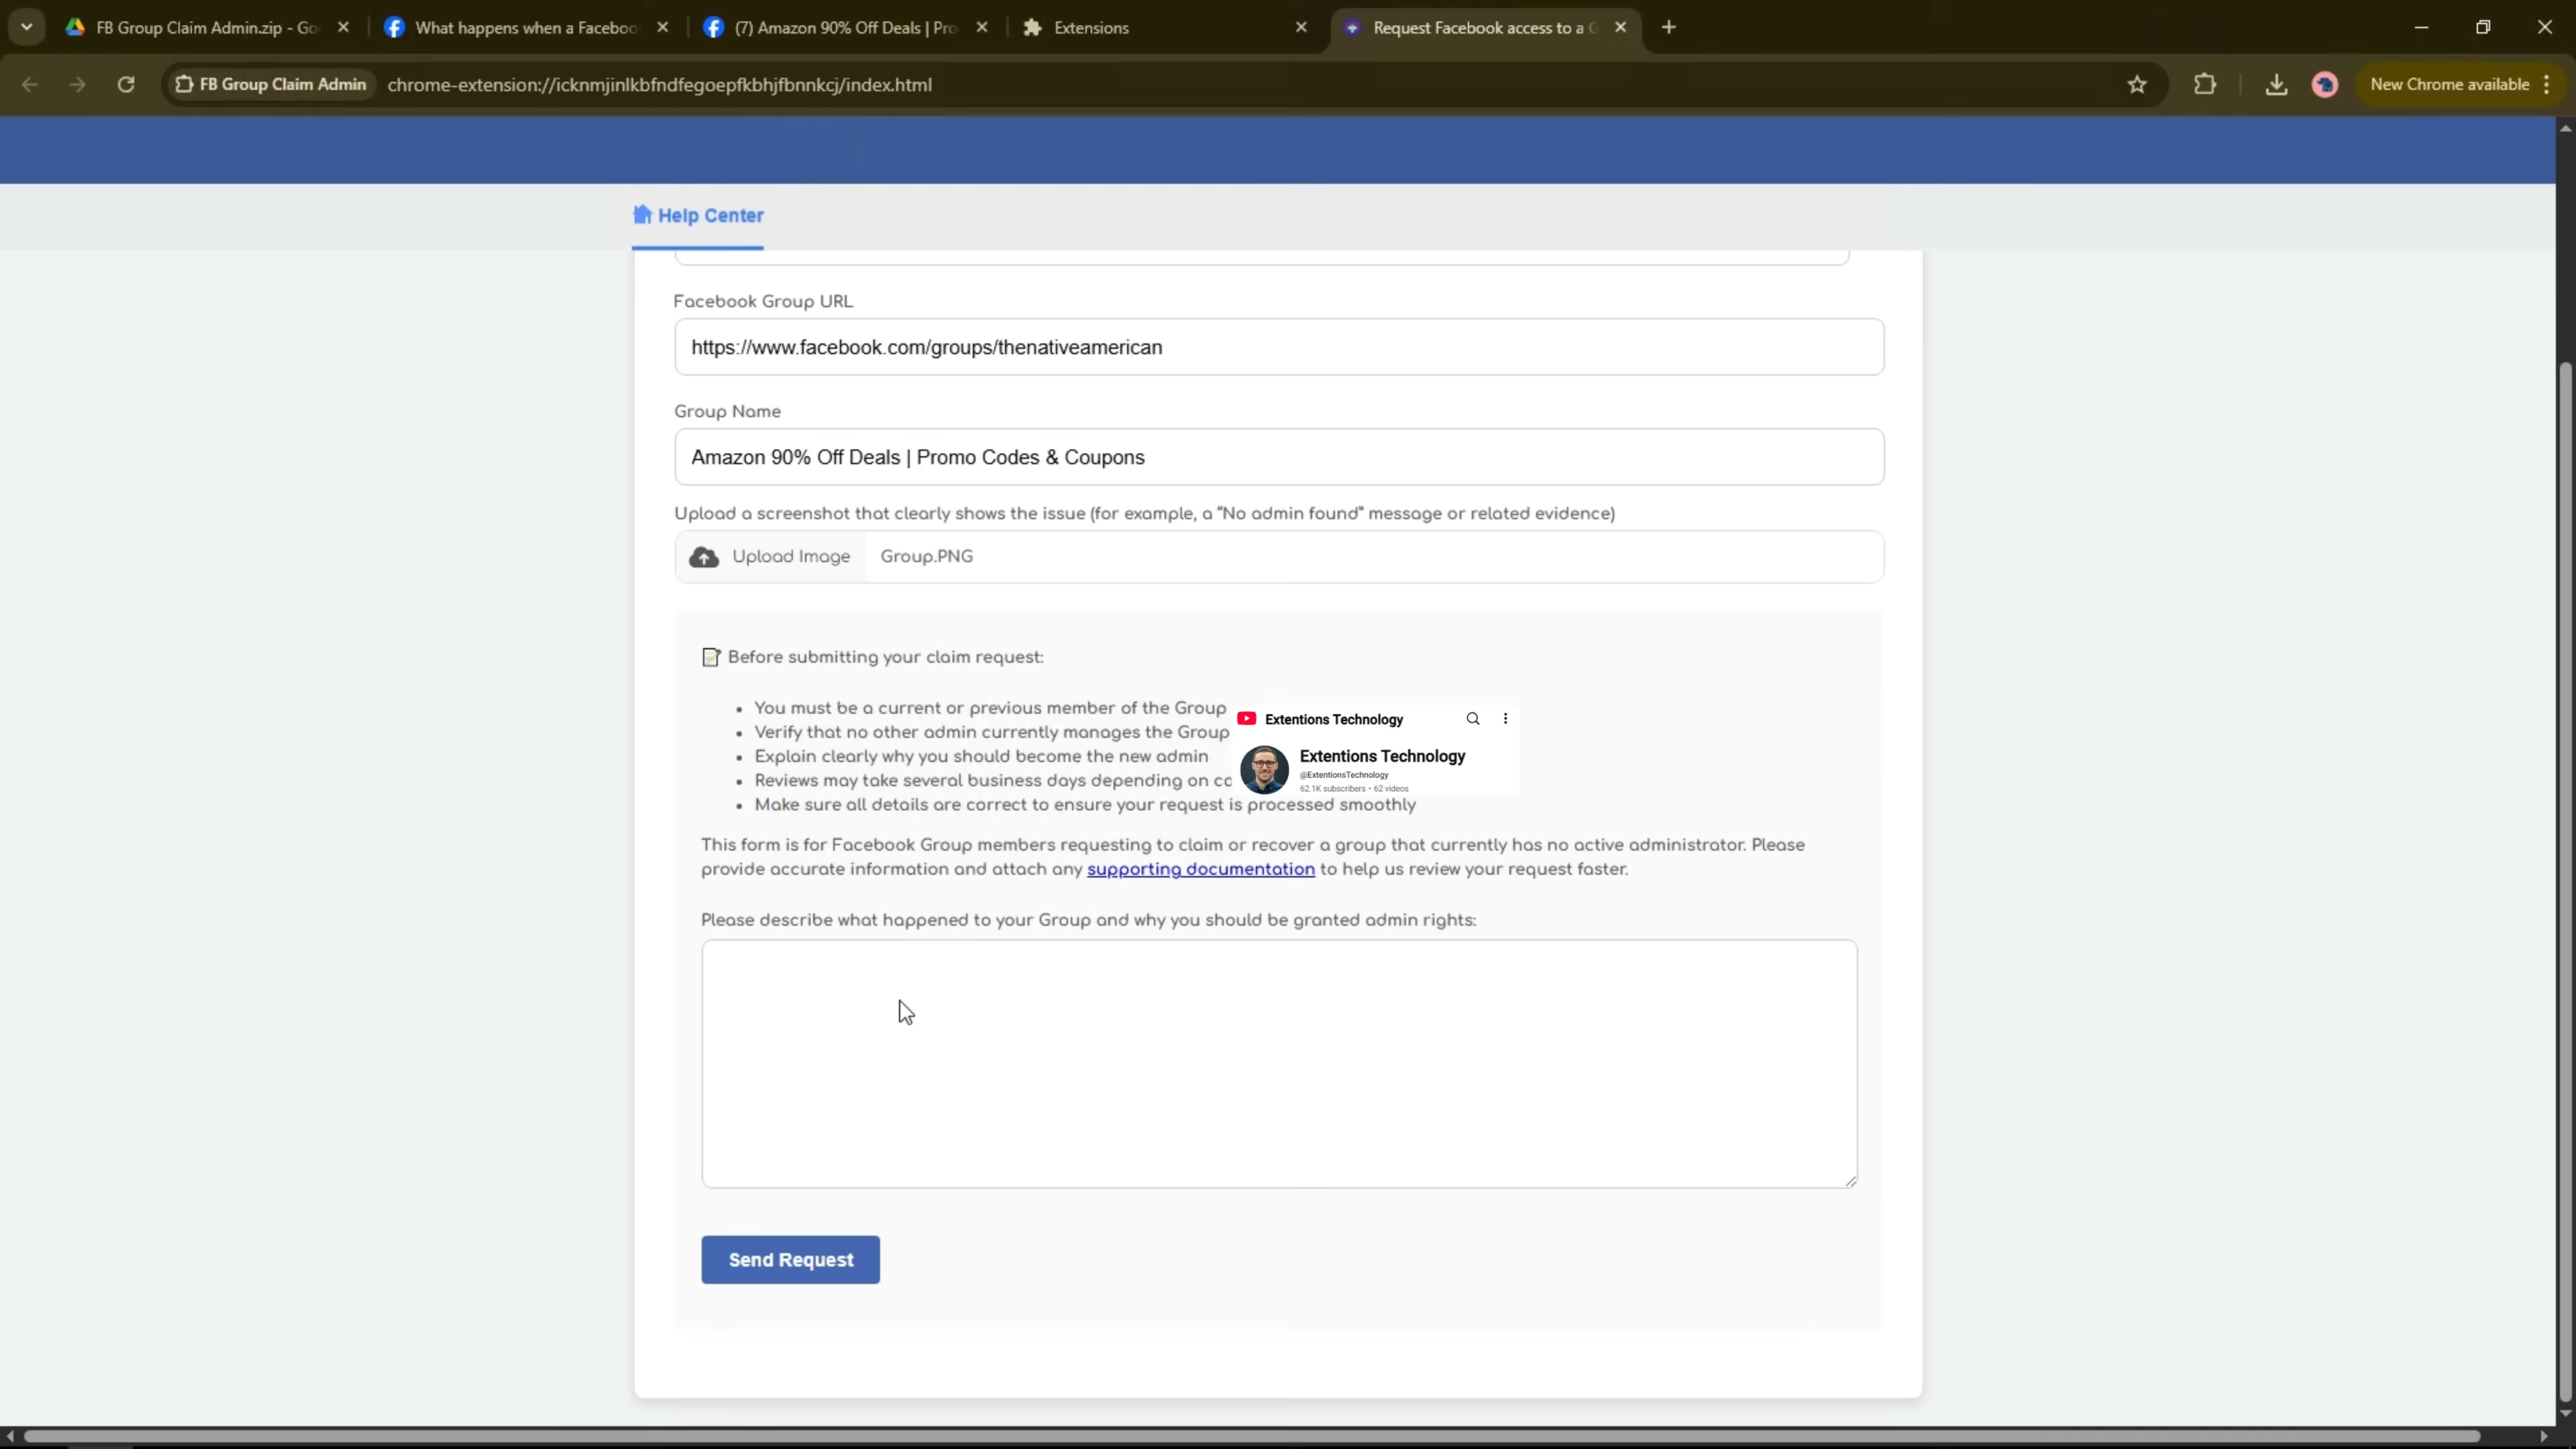 FB Group Claim Admin.zip - Go
What happens when a Faceboo
(7) Amazon 90% Off Deals | Pro
Extensions
Request Facebook access to a G
FB Group Claim Admin
chrome-extension://icknmjinlkbfndfegoepfkbhjfbnnkcj/index.html
New Chrome available
Help Center
Facebook Group URL
https://www.facebook.com/groups/thenativeamerican
Group Name
Amazon 90% Off Deals | Promo Codes & Coupons
Upload a screenshot that clearly shows the issue (for example, a “No admin found” message or related evidence)
Upload Image
Group.PNG
Before submitting your claim request:
• You must be a current or previous member of the Group
• Verify that no other admin currently manages the Group
• Explain clearly why you should become the new admin
• Reviews may take several business days depending on
• Make sure all details are correct to ensure your request is processed smoothly
Extentions Technology
Extentions Technology
@ExtentionsTechnology
62.1K subscribers • 62 videos
This form is for Facebook Group members requesting to claim or recover a group that currently has no active administrator. Please
provide accurate information and attach any supporting documentation to help us review your request faster.
Please describe what happened to your Group and why you should be granted admin rights:
Send Request